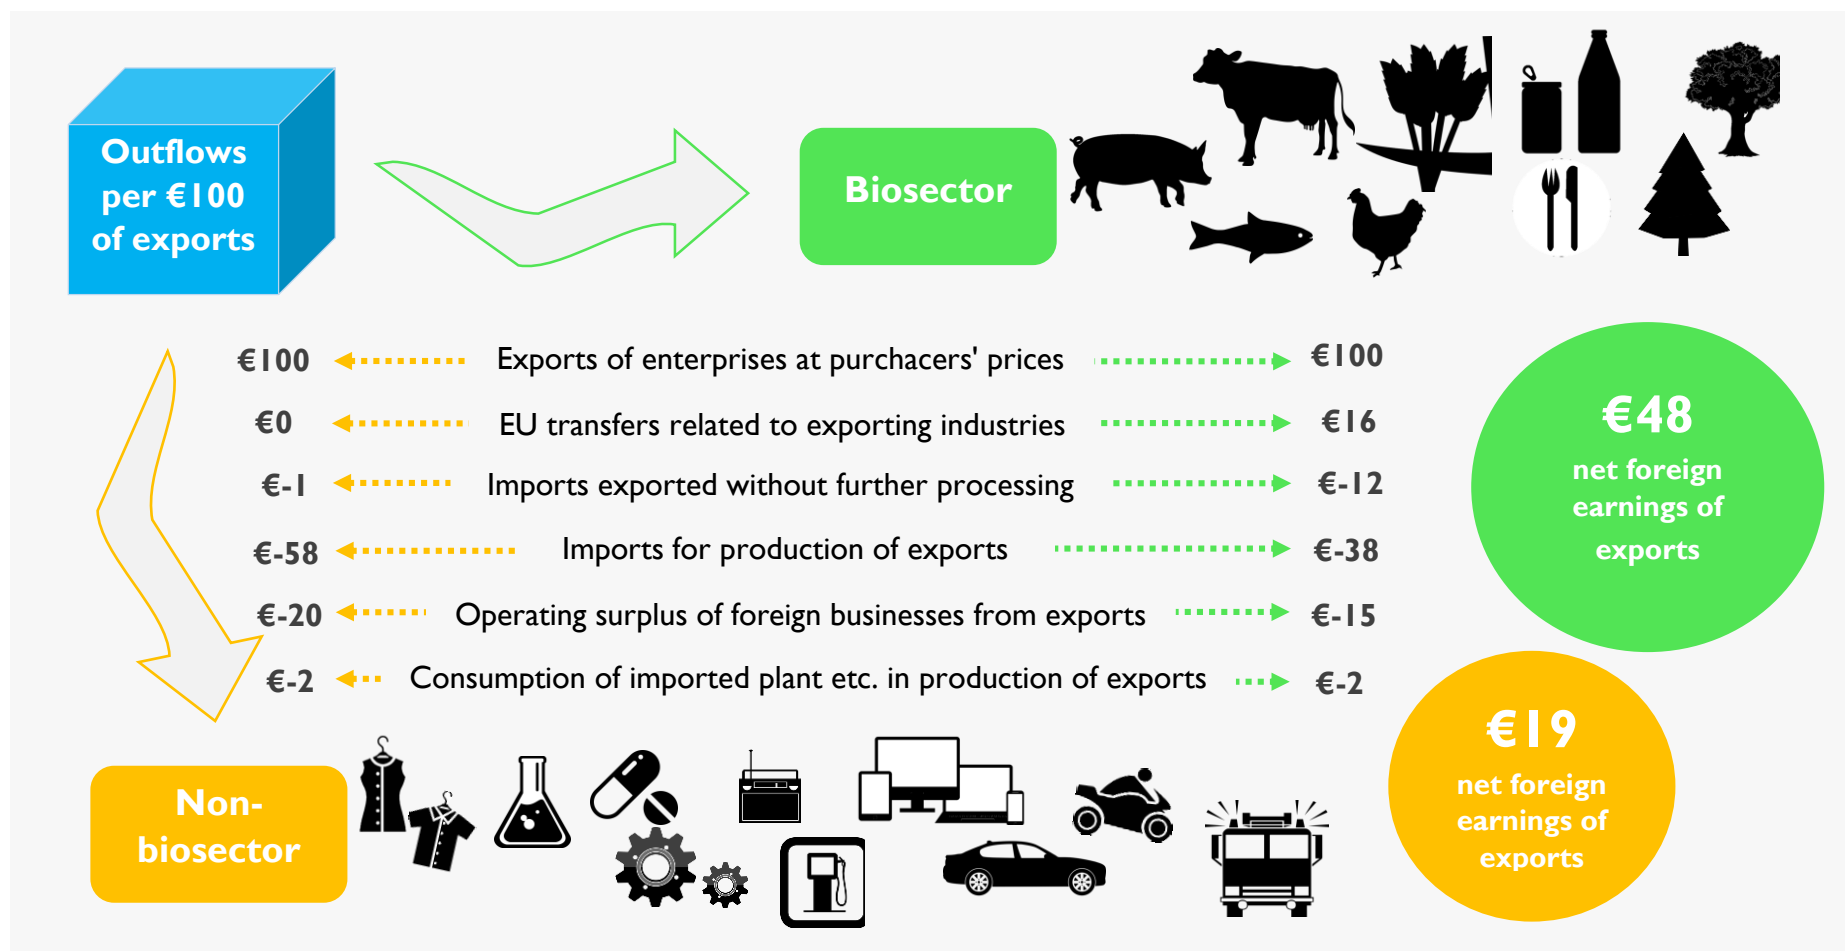 Outflows
per €100
of exports
Biosector
€100 Exports of enterprises at purchacers' prices €100
€0 EU transfers related to exporting industries €16
€-1 Imports exported without further processing €-12
€-58 Imports for production of exports €-38
€-20 Operating surplus of foreign businesses from exports €-15
€-2 Consumption of imported plant etc. in production of exports €-2
€48
net foreign
earnings of
exports
€19
net foreign
earnings of
exports
Non-
biosector